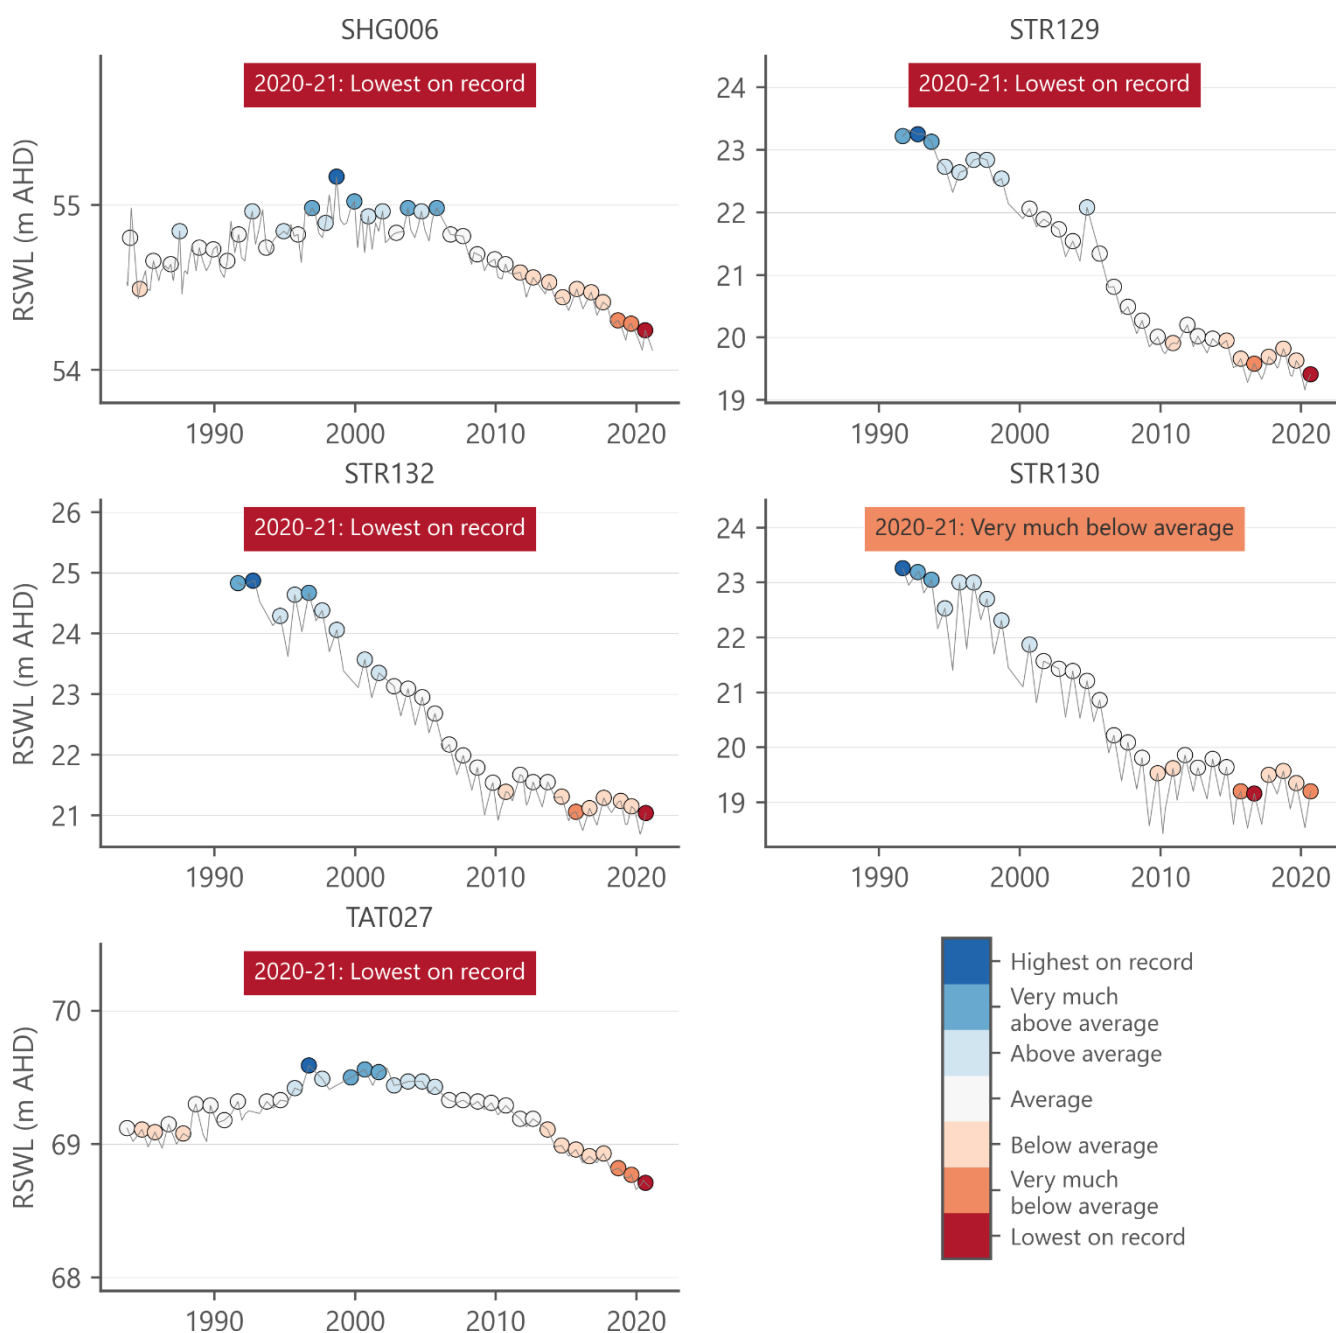 SHG006
2020-21: Lowest on record
RSWL (m AHD)
55
54
1990
2000
2010
2020
STR129
2020-21: Lowest on record
24
23
22
21
20
19
1990
2000
2010
2020
STR132
2020-21: Lowest on record
RSWL (m AHD)
26
25
24
23
22
21
1990
2000
2010
2020
STR130
2020-21: Very much below average
24
23
22
21
20
19
1990
2000
2010
2020
TAT027
2020-21: Lowest on record
RSWL (m AHD)
70
69
68
1990
2000
2010
2020
Highest on record
Very much
above average
Above average
Average
Below average
Very much
below average
Lowest on record